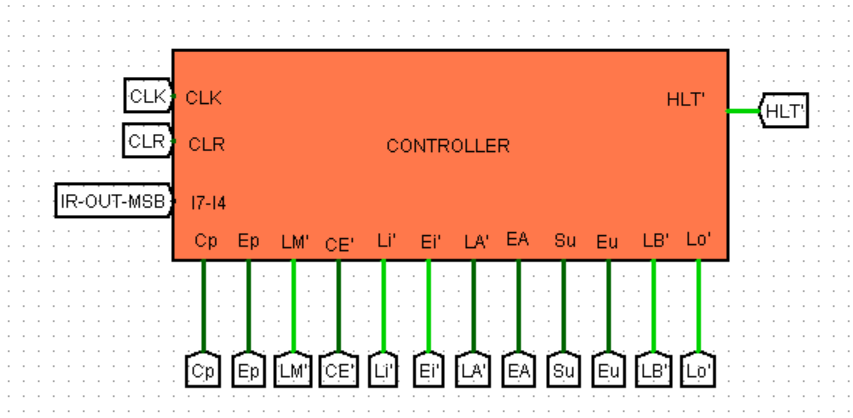 CLK CLK HLT' HLT'
CLR CLR CONTROLLER
IR-OUT-MSB I7-I4
Cp Ep LM' CE' Li' Ei' LA' EA Su Eu LB' Lo'
Cp Ep LM' CE' Li' Ei' LA' EA Su Eu LB' Lo'